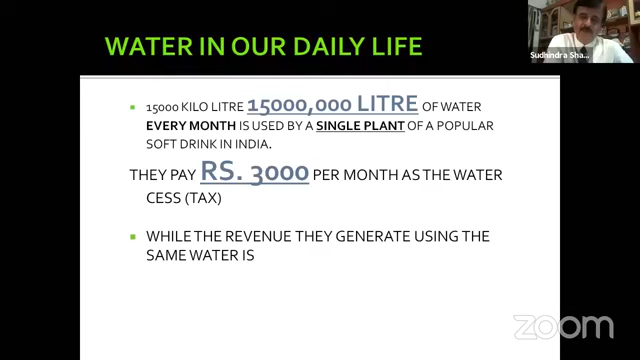 WATER IN OUR DAILY LIFE
Sudhindra Sha...
15000 KILO LITRE 15000,000 LITRE OF WATER
EVERY MONTH IS USED BY A SINGLE PLANT OF A POPULAR
SOFT DRINK IN INDIA.
THEY PAY RS. 3000 PER MONTH AS THE WATER
CESS (TAX)
WHILE THE REVENUE THEY GENERATE USING THE
SAME WATER IS
zoom